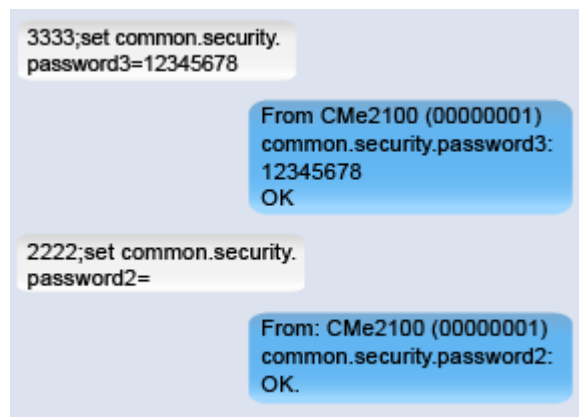 3333;set common.security.
password3=12345678
From CMe2100 (00000001)
common.security.password3:
12345678
OK
2222;set common.security.
password2=
From: CMe2100 (00000001)
common.security.password2:
OK.